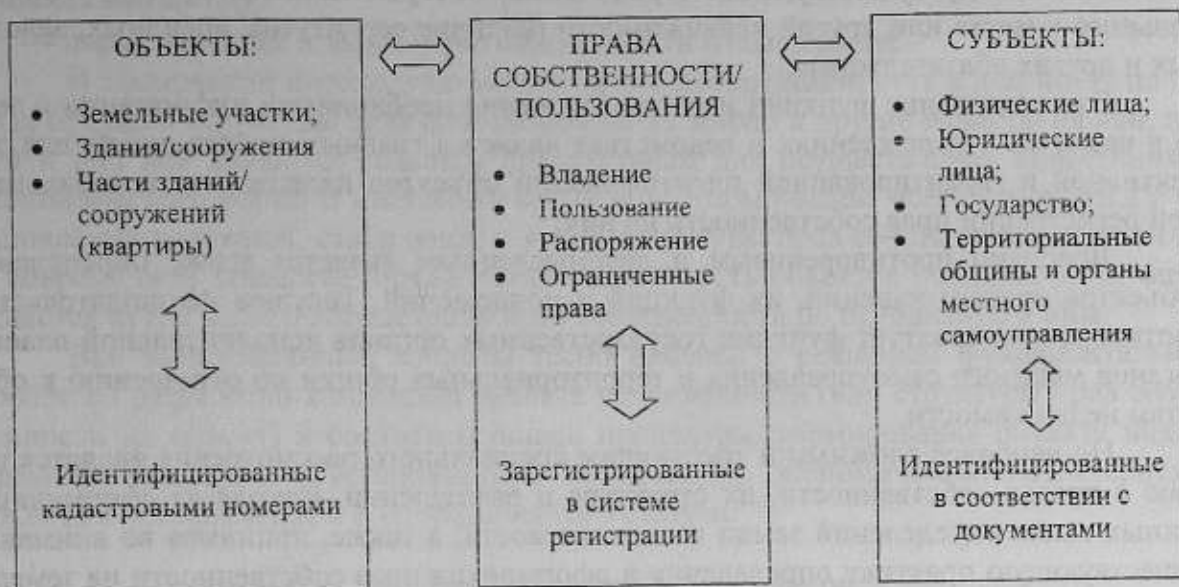 ОБЪЕКТЫ:
• Земельные участки;
• Здания/сооружения
• Части зданий/
сооружений
(квартиры)
Идентифицированные
кадастровыми номерами
ПРАВА
СОБСТВЕННОСТИ/
ПОЛЬЗОВАНИЯ
• Владение
• Пользование
• Распоряжение
• Ограниченные
права
Зарегистрированные
в системе
регистрации
СУБЪЕКТЫ:
• Физические лица;
• Юридические
лица;
• Государство;
• Территориальные
общины и органы
местного
самоуправления
Идентифицированные
в соответствии с
документами